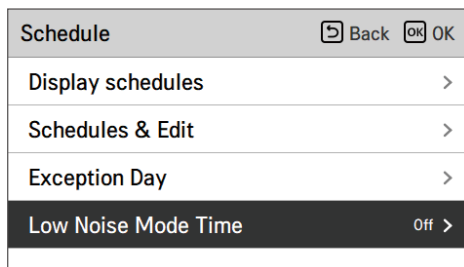 Schedule Back OK OK
Display schedules >
Schedules & Edit >
Exception Day >
Low Noise Mode Time Off >